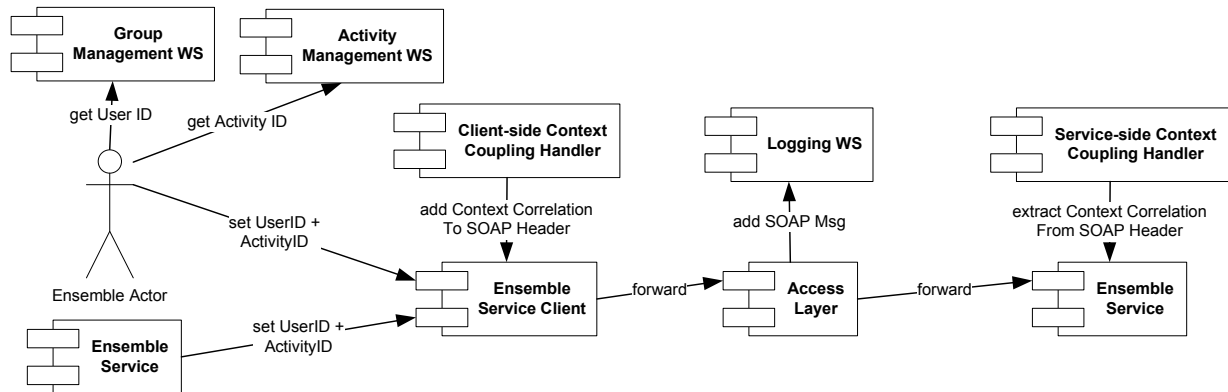 Group
Management WS
Activity
Management WS
get User ID
get Activity ID
Client-side Context
Coupling Handler
Logging WS
Service-side Context
Coupling Handler
set UserID +
ActivityID
add Context Correlation
To SOAP Header
add SOAP Msg
extract Context Correlation
From SOAP Header
Ensemble Actor
Ensemble
Service Client
forward
Access
Layer
forward
Ensemble
Service
set UserID +
ActivityID
Ensemble
Service